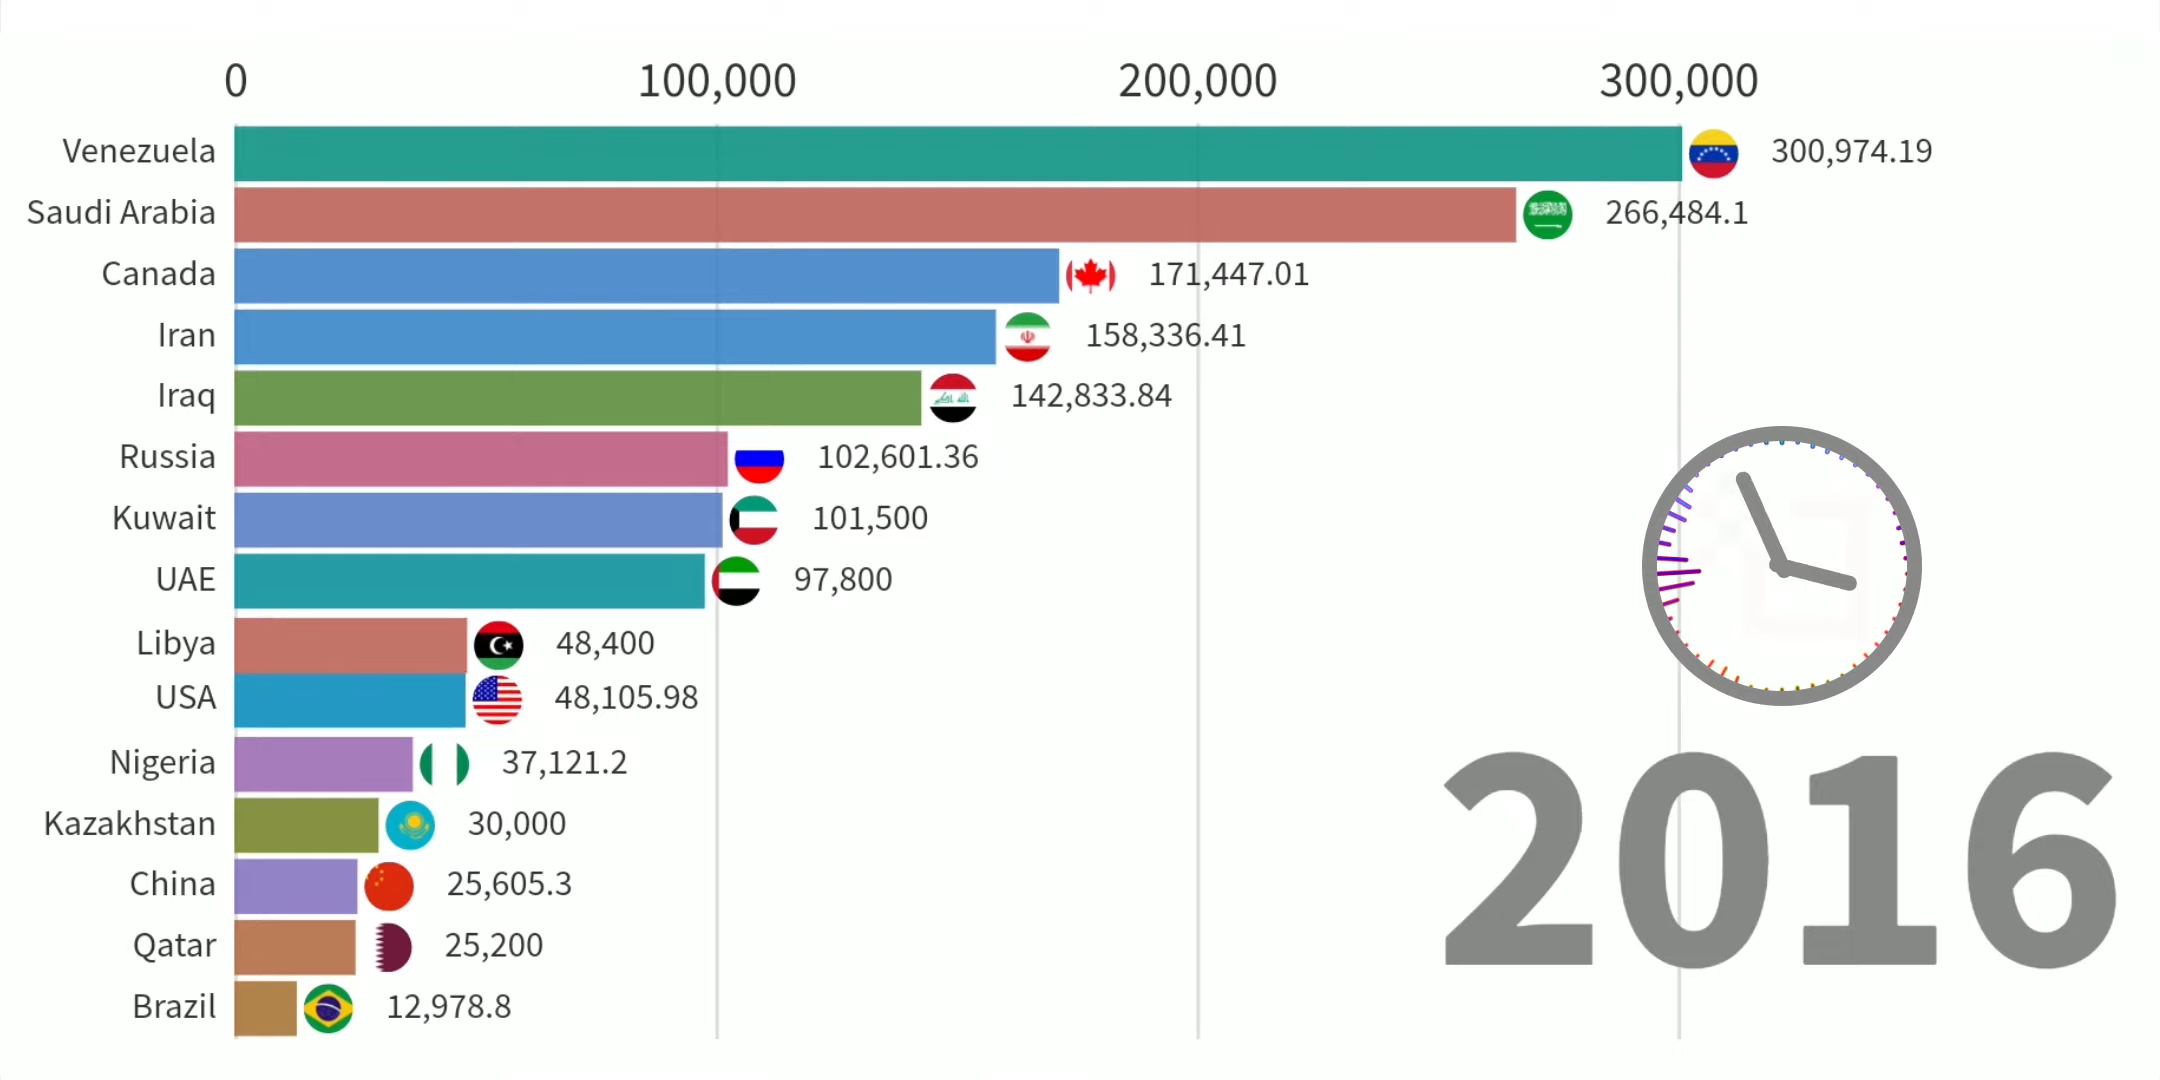 0 100,000 200,000 300,000
Venezuela 300,974.19
Saudi Arabia 266,484.1
Canada 171,447.01
Iran 158,336.41
Iraq 142,833.84
Russia 102,601.36
Kuwait 101,500
UAE 97,800
Libya 48,400
USA 48,105.98
Nigeria 37,121.2
Kazakhstan 30,000
China 25,605.3
Qatar 25,200
Brazil 12,978.8
2016